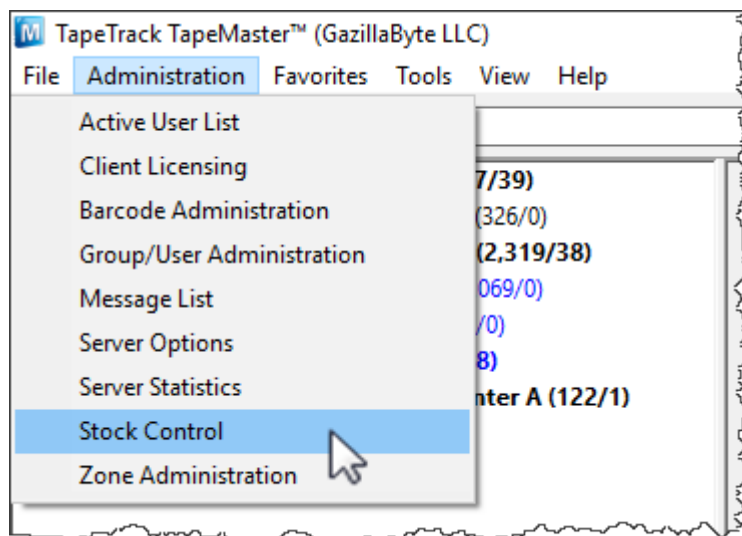 TapeTrack TapeMaster™ (GazillaByte LLC)
File Administration Favorites Tools View Help
Active User List
Client Licensing
Barcode Administration
Group/User Administration
Message List
Server Options
Server Statistics
Stock Control
Zone Administration
7/39)
(326/0)
(2,319/38)
069/0)
/0)
8)
nter A (122/1)